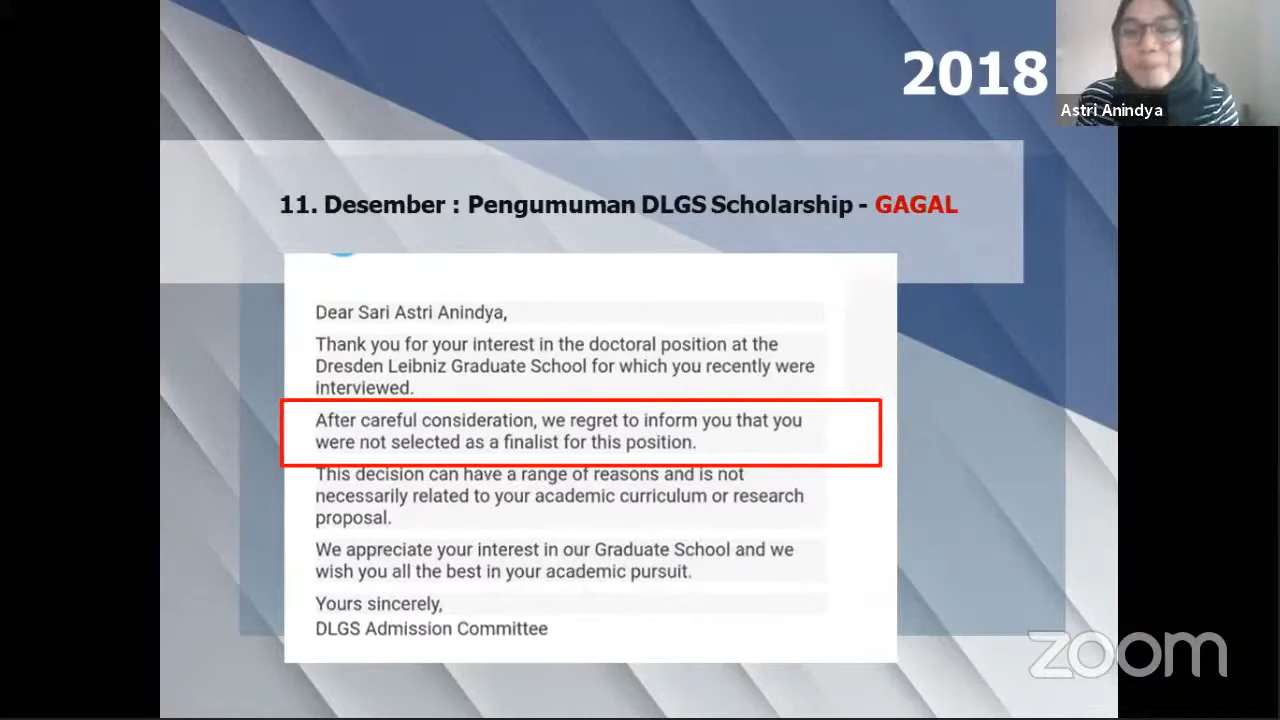 2018
Astri Anindya
11. Desember : Pengumuman DLGS Scholarship - GAGAL
Dear Sari Astri Anindya,
Thank you for your interest in the doctoral position at the
Dresden Leibniz Graduate School for which you recently were
interviewed.
After careful consideration, we regret to inform you that you
were not selected as a finalist for this position.
This decision can have a range of reasons and is not
necessarily related to your academic curriculum or research
proposal.
We appreciate your interest in our Graduate School and we
wish you all the best in your academic pursuit.
Yours sincerely,
DLGS Admission Committee
zoom